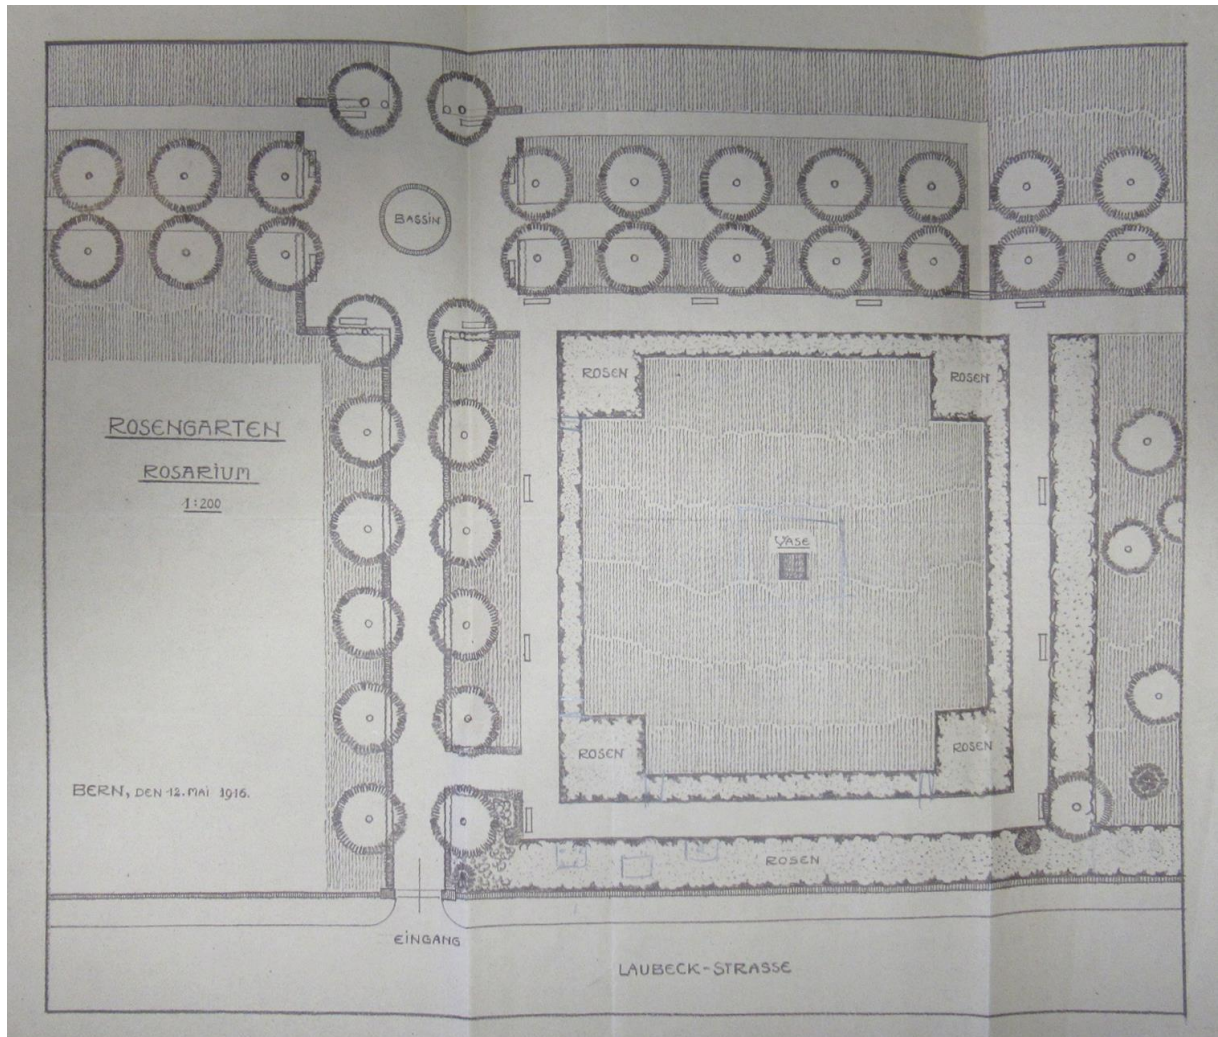 BASSIN
ROSEN
ROSEN
ROSENGARTEN
ROSARIUM
1:200
VASE
ROSEN
ROSEN
BERN, DEN 12. MAI 1916.
ROSEN
EINGANG
LAUBECK-STRASSE